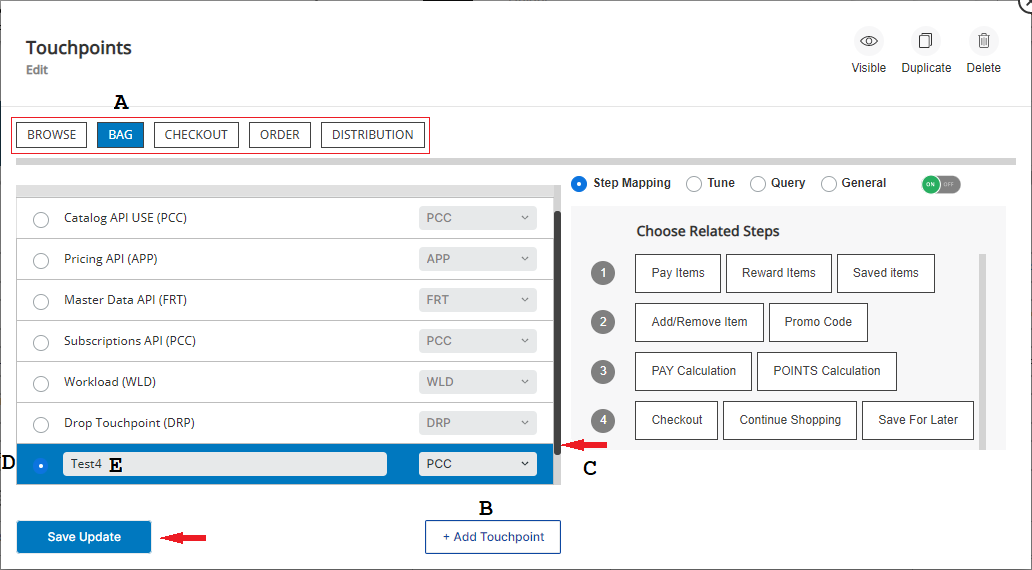 Touchpoints
Edit
Visible Duplicate Delete
A
BROWSE BAG CHECKOUT ORDER DISTRIBUTION
Step Mapping Tune Query General ON OFF
Catalog API USE (PCC) PCC
Pricing API (APP) APP
Master Data API (FRT) FRT
Subscriptions API (PCC) PCC
Workload (WLD) WLD
Drop Touchpoint (DRP) DRP
D Test4 E PCC
C
Choose Related Steps
1 Pay Items Reward Items Saved items
2 Add/Remove Item Promo Code
3 PAY Calculation POINTS Calculation
4 Checkout Continue Shopping Save For Later
B
Save Update + Add Touchpoint